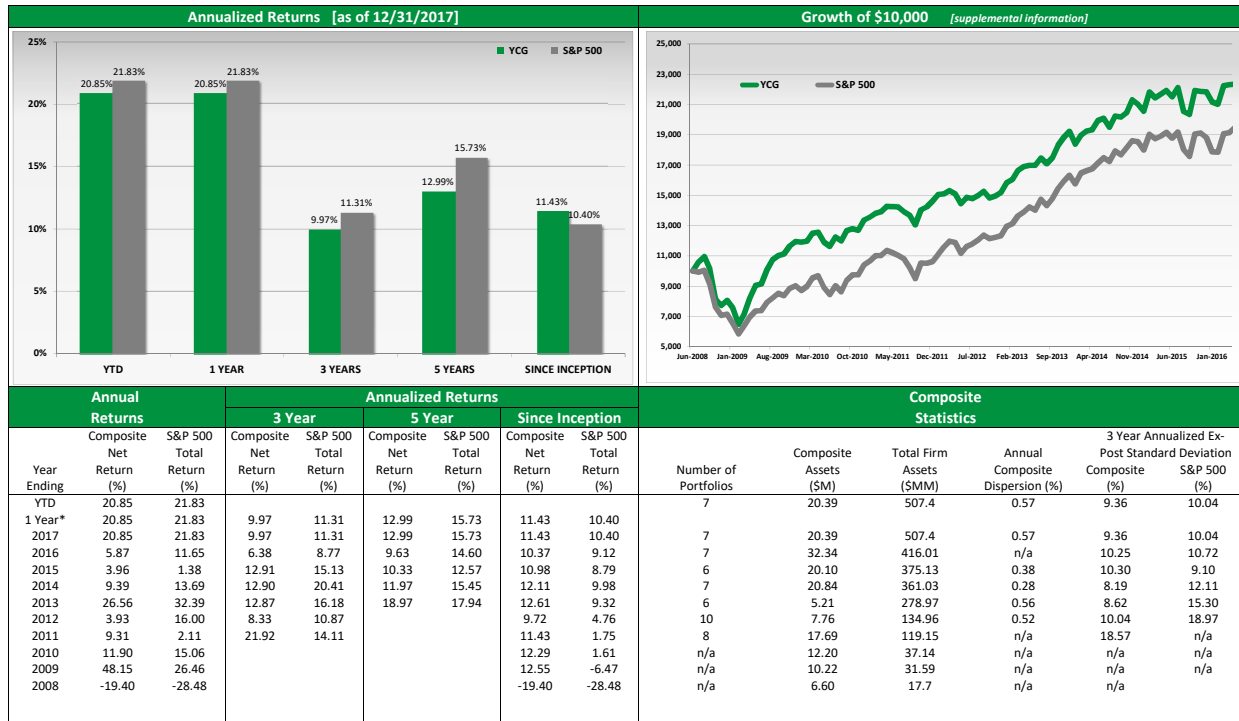 Annualized Returns [as of 12/31/2017]
25%
20%
15%
10%
5%
0%
YCG
S&P 500
20.85%
21.83%
20.85%
21.83%
9.97%
11.31%
12.99%
15.73%
11.43%
10.40%
YTD
1 YEAR
3 YEARS
5 YEARS
SINCE INCEPTION
Growth of $10,000 [supplemental information]
25,000
23,000
21,000
19,000
17,000
15,000
13,000
11,000
9,000
7,000
5,000
YCG
S&P 500
Jun-2008 Jan-2009 Aug-2009 Mar-2010 Oct-2010 May-2011 Dec-2011 Jul-2012 Feb-2013 Sep-2013 Apr-2014 Nov-2014 Jun-2015 Jan-2016
Annual Annualized Returns Composite
Returns 3 Year 5 Year Since Inception Statistics
Composite S&P 500 Composite S&P 500 Composite S&P 500 Composite S&P 500 3 Year Annualized Ex-
Net Total Net Total Net Total Net Total Composite Total Firm Annual Post Standard Deviation
Year Return Return Return Return Return Return Return Return Number of Assets Assets Composite Composite S&P 500
Ending (%) (%) (%) (%) (%) (%) (%) (%) Portfolios ($M) ($MM) Dispersion (%) (%) (%)
YTD 20.85 21.83 7 20.39 507.4 0.57 9.36 10.04
1 Year* 20.85 21.83 9.97 11.31 12.99 15.73 11.43 10.40
2017 20.85 21.83 9.97 11.31 12.99 15.73 11.43 10.40 7 20.39 507.4 0.57 9.36 10.04
2016 5.87 11.65 6.38 8.77 9.63 14.60 10.37 9.12 7 32.34 416.01 n/a 10.25 10.72
2015 3.96 1.38 12.91 15.13 10.33 12.57 10.98 8.79 6 20.10 375.13 0.38 10.30 9.10
2014 9.39 13.69 12.90 20.41 11.97 15.45 12.11 9.98 7 20.84 361.03 0.28 8.19 12.11
2013 26.56 32.39 12.87 16.18 18.97 17.94 12.61 9.32 6 5.21 278.97 0.56 8.62 15.30
2012 3.93 16.00 8.33 10.87 9.72 4.76 10 7.76 134.96 0.52 10.04 18.97
2011 9.31 2.11 21.92 14.11 11.43 1.75 8 17.69 119.15 n/a 18.57 n/a
2010 11.90 15.06 12.29 1.61 n/a 12.20 37.14 n/a n/a n/a
2009 48.15 26.46 12.55 -6.47 n/a 10.22 31.59 n/a n/a n/a
2008 -19.40 -28.48 -19.40 -28.48 n/a 6.60 17.7 n/a n/a